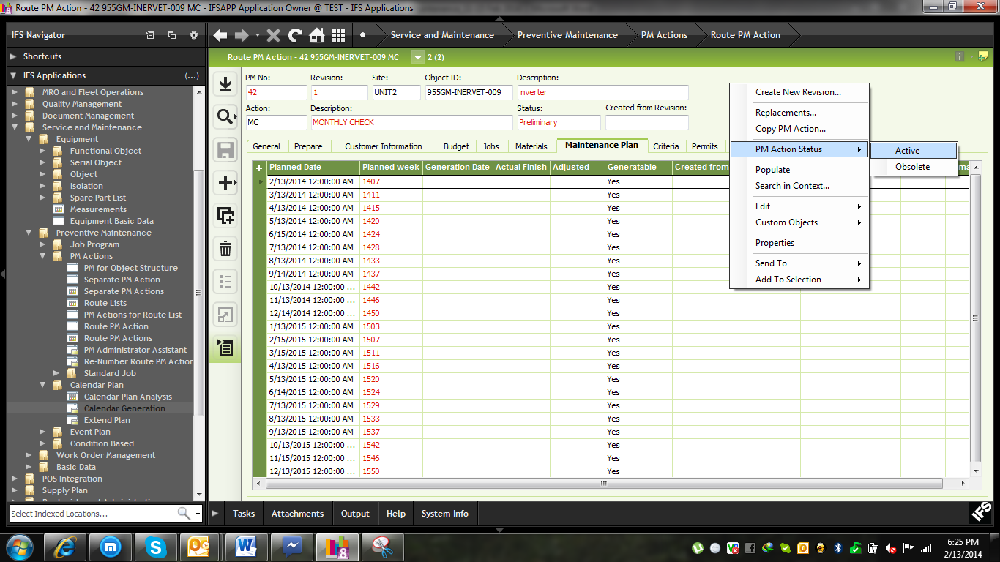 Route PM Action - 42 955GM-INERVET-009 MC - IFSAPP Application Owner @ TEST - IFS Applications
IFS Navigator
Service and Maintenance
Preventive Maintenance
PM Actions
Route PM Action
Shortcuts
IFS Applications (...)
MRO and Fleet Operations
Quality Management
Document Management
Service and Maintenance
Equipment
Functional Object
Serial Object
Object
Isolation
Spare Part List
Measurements
Equipment Basic Data
Preventive Maintenance
Job Program
PM Actions
PM for Object Structure
Separate PM Action
Separate PM Actions
Route Lists
PM Actions for Route List
Route PM Action
Route PM Actions
PM Administrator Assistant
Re-Number Route PM Action
Standard Job
Calendar Plan
Calendar Plan Analysis
Calendar Generation
Extend Plan
Event Plan
Condition Based
Work Order Management
Basic Data
POS Integration
Supply Plan
Select Indexed Locations...
Route PM Action - 42 955GM-INERVET-009 MC 2 (2)
PM No: Revision: Site: Object ID: Description:
42 1 UNIT2 955GM-INERVET-009 inverter
Action: Description: Status: Created from Revision:
MC MONTHLY CHECK Preliminary
General Prepare Customer Information Budget Jobs Materials Maintenance Plan Criteria Permits
Planned Date Planned week Generation Date Actual Finish Adjusted Generatable Created from
2/13/2014 12:00:00 AM 1407 Yes
3/13/2014 12:00:00 AM 1411 Yes
4/13/2014 12:00:00 AM 1415 Yes
5/13/2014 12:00:00 AM 1420 Yes
6/15/2014 12:00:00 AM 1424 Yes
7/13/2014 12:00:00 AM 1428 Yes
8/13/2014 12:00:00 AM 1433 Yes
9/14/2014 12:00:00 AM 1437 Yes
10/13/2014 12:00:00 ... 1442 Yes
11/13/2014 12:00:00 ... 1446 Yes
12/14/2014 12:00:00 ... 1450 Yes
1/13/2015 12:00:00 AM 1503 Yes
2/15/2015 12:00:00 AM 1507 Yes
3/15/2015 12:00:00 AM 1511 Yes
4/13/2015 12:00:00 AM 1516 Yes
5/13/2015 12:00:00 AM 1520 Yes
6/14/2015 12:00:00 AM 1524 Yes
7/13/2015 12:00:00 AM 1529 Yes
8/13/2015 12:00:00 AM 1533 Yes
9/13/2015 12:00:00 AM 1537 Yes
10/13/2015 12:00:00 ... 1542 Yes
11/15/2015 12:00:00 ... 1546 Yes
12/13/2015 12:00:00 ... 1550 Yes
Create New Revision...
Replacements...
Copy PM Action...
PM Action Status
Populate
Search in Context...
Edit
Custom Objects
Properties
Send To
Add To Selection
Active
Obsolete
Tasks Attachments Output Help System Info
IFS
6:25 PM
2/13/2014